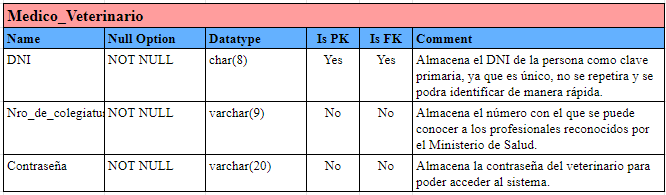 Medico_Veterinario
Name Null Option Datatype Is PK Is FK Comment
DNI NOT NULL char(8) Yes Yes Almacena el DNI de la persona como clave
primaria, ya que es único, no se repetira y se
podra identificar de manera rápida.
Nro_de_colegiatu NOT NULL varchar(9) No No Almacena el número con el que se puede
conocer a los profesionales reconocidos por
el Ministerio de Salud.
Contraseña NOT NULL varchar(20) No No Almacena la contraseña del veterinario para
poder acceder al sistema.